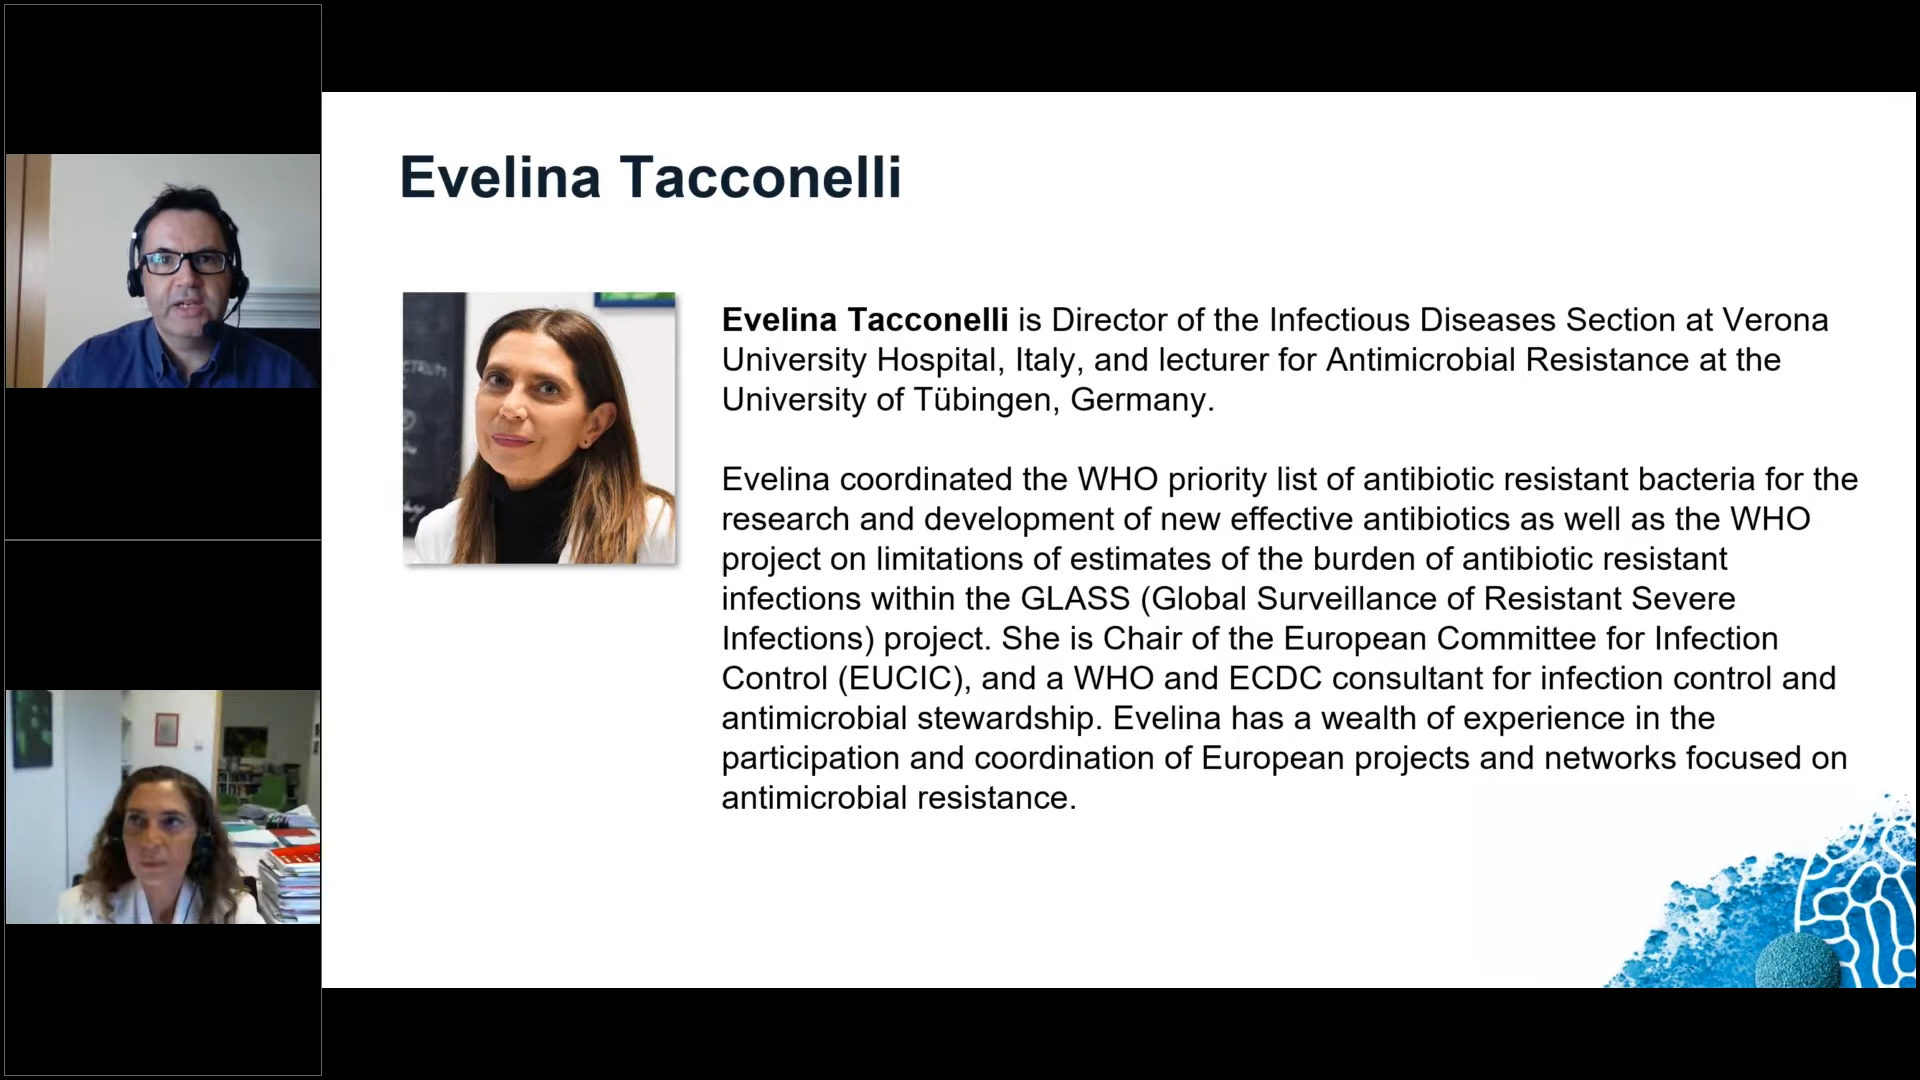 Evelina Tacconelli
Evelina Tacconelli is Director of the Infectious Diseases Section at Verona
University Hospital, Italy, and lecturer for Antimicrobial Resistance at the
University of Tübingen, Germany.
Evelina coordinated the WHO priority list of antibiotic resistant bacteria for the
research and development of new effective antibiotics as well as the WHO
project on limitations of estimates of the burden of antibiotic resistant
infections within the GLASS (Global Surveillance of Resistant Severe
Infections) project. She is Chair of the European Committee for Infection
Control (EUCIC), and a WHO and ECDC consultant for infection control and
antimicrobial stewardship. Evelina has a wealth of experience in the
participation and coordination of European projects and networks focused on
antimicrobial resistance.